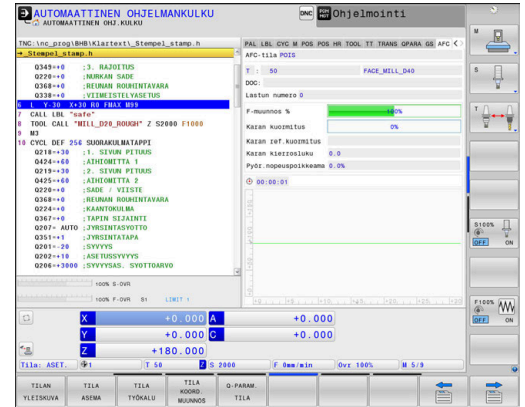 AUTOMAATTINEN OHJELMANKULKU
AUTOMAATTINEN OHJ.KULKU
DNC
Ohjelmointi
TNC:\nc_prog\BHB\Klartext\_Stempel_stamp.h
→_Stempel_stamp.h
Q349=+0 ;3. RAJOITUS
Q220=+0 ;NURKAN SADE
Q368=+0 ;REUNAN ROUHINTAVARA
Q338=+0 ;VIIMEISTELYASETUS
6 L Y-30 X+30 R0 FMAX M99
7 CALL LBL "safe"
8 TOOL CALL "MILL_D20_ROUGH" Z S2000 F1000
9 M3
10 CYCL DEF 256 SUORAKULMATAPPI
Q218=+30 ;1. SIVUN PITUUS
Q424=+60 ;AIHIOMITTA 1
Q219=+30 ;2. SIVUN PITUUS
Q425=+60 ;AIHIOMITTA 2
Q220=+0 ;SADE / VIISTE
Q368=+0 ;REUNAN ROUHINTAVARA
Q224=+0 ;KAANTOKULMA
Q367=+0 ;TAPIN SIJAINTI
Q207= AUTO ;JYRSINTASYOTTO
Q351=+1 ;JYRSINTATAPA
Q201=-20 ;SYVYYS
Q202=+10 ;ASETUSSYVYYS
Q206=+3000 ;SYVYYSAS. SYOTTOARVO
100% S-OVR
100% F-OVR S1 LIMIT 1
PAL LBL CYC M POS POS HR TOOL TT TRANS QPARA GS AFC
AFC-tila POIS
T : 50 FACE_MILL_D40
DOC:
Lastun numero 0
F-muunnos % 100%
Karan kuormitus 0%
Karan ref.kuormitus
Karan kierrosluku 0.0
Pyör.nopeuspoikkeama 0.0%
00:00:01
X +0.000 A +0.000
Y +0.000 C +0.000
Z +180.000
Tila: ASET. 1 T 50 Z S 2000 F 0mm/min Ovr 100% M 5/9
TILAN YLEISKUVA
TILA ASEMA
TILA TYÖKALU
TILA KOORD. MUUNNOS
Q-PARAM. TILA
M
S
T
S100%
OFF ON
F100%
OFF ON